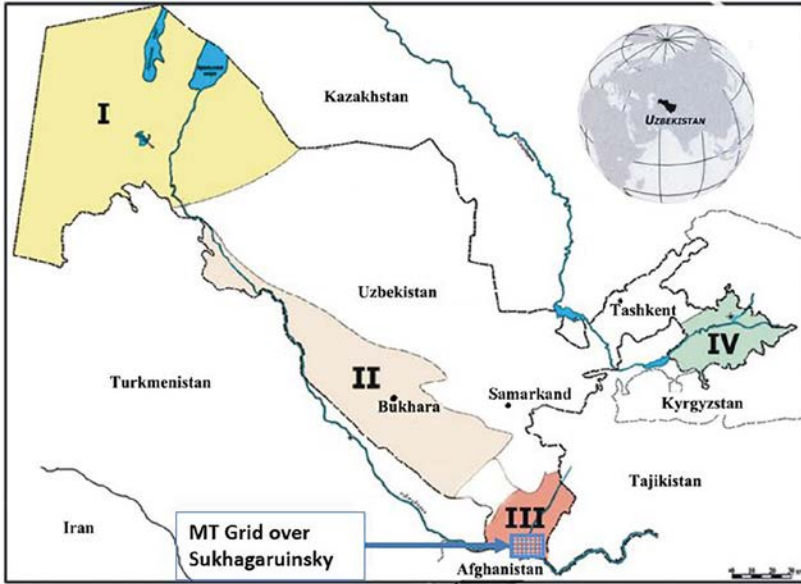 Kazakhstan
UZBEKISTAN
I
Uzbekistan
Tashkent
IV
Turkmenistan
II
Bukhara
Samarkand
Kyrgyzstan
Tajikistan
III
Iran
MT Grid over
Sukhagaruinsky
Afghanistan